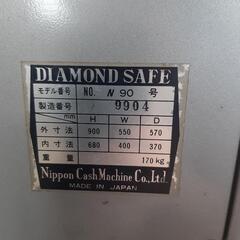 DIAMOND SAFE
モデル番号 NO. N 90 号
製造番号 9904
mm H W D
外寸法 900 550 570
内寸法 680 400 370
重量 170kg
Nippon Cash Machine Co., Ltd.
MADE IN JAPAN